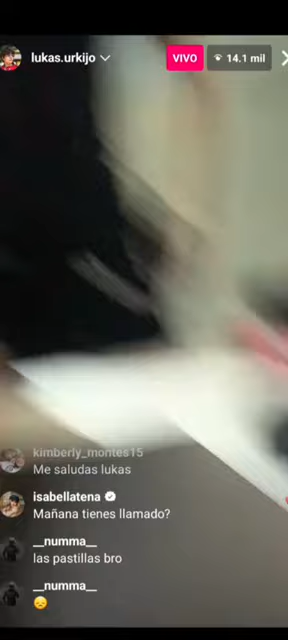 lukas.urkijo
VIVO
14.1 mil
kimberly_montes15
Me saludas lukas
isabellatena
Mañana tienes llamado?
__numma__
las pastillas bro
__numma__
😞